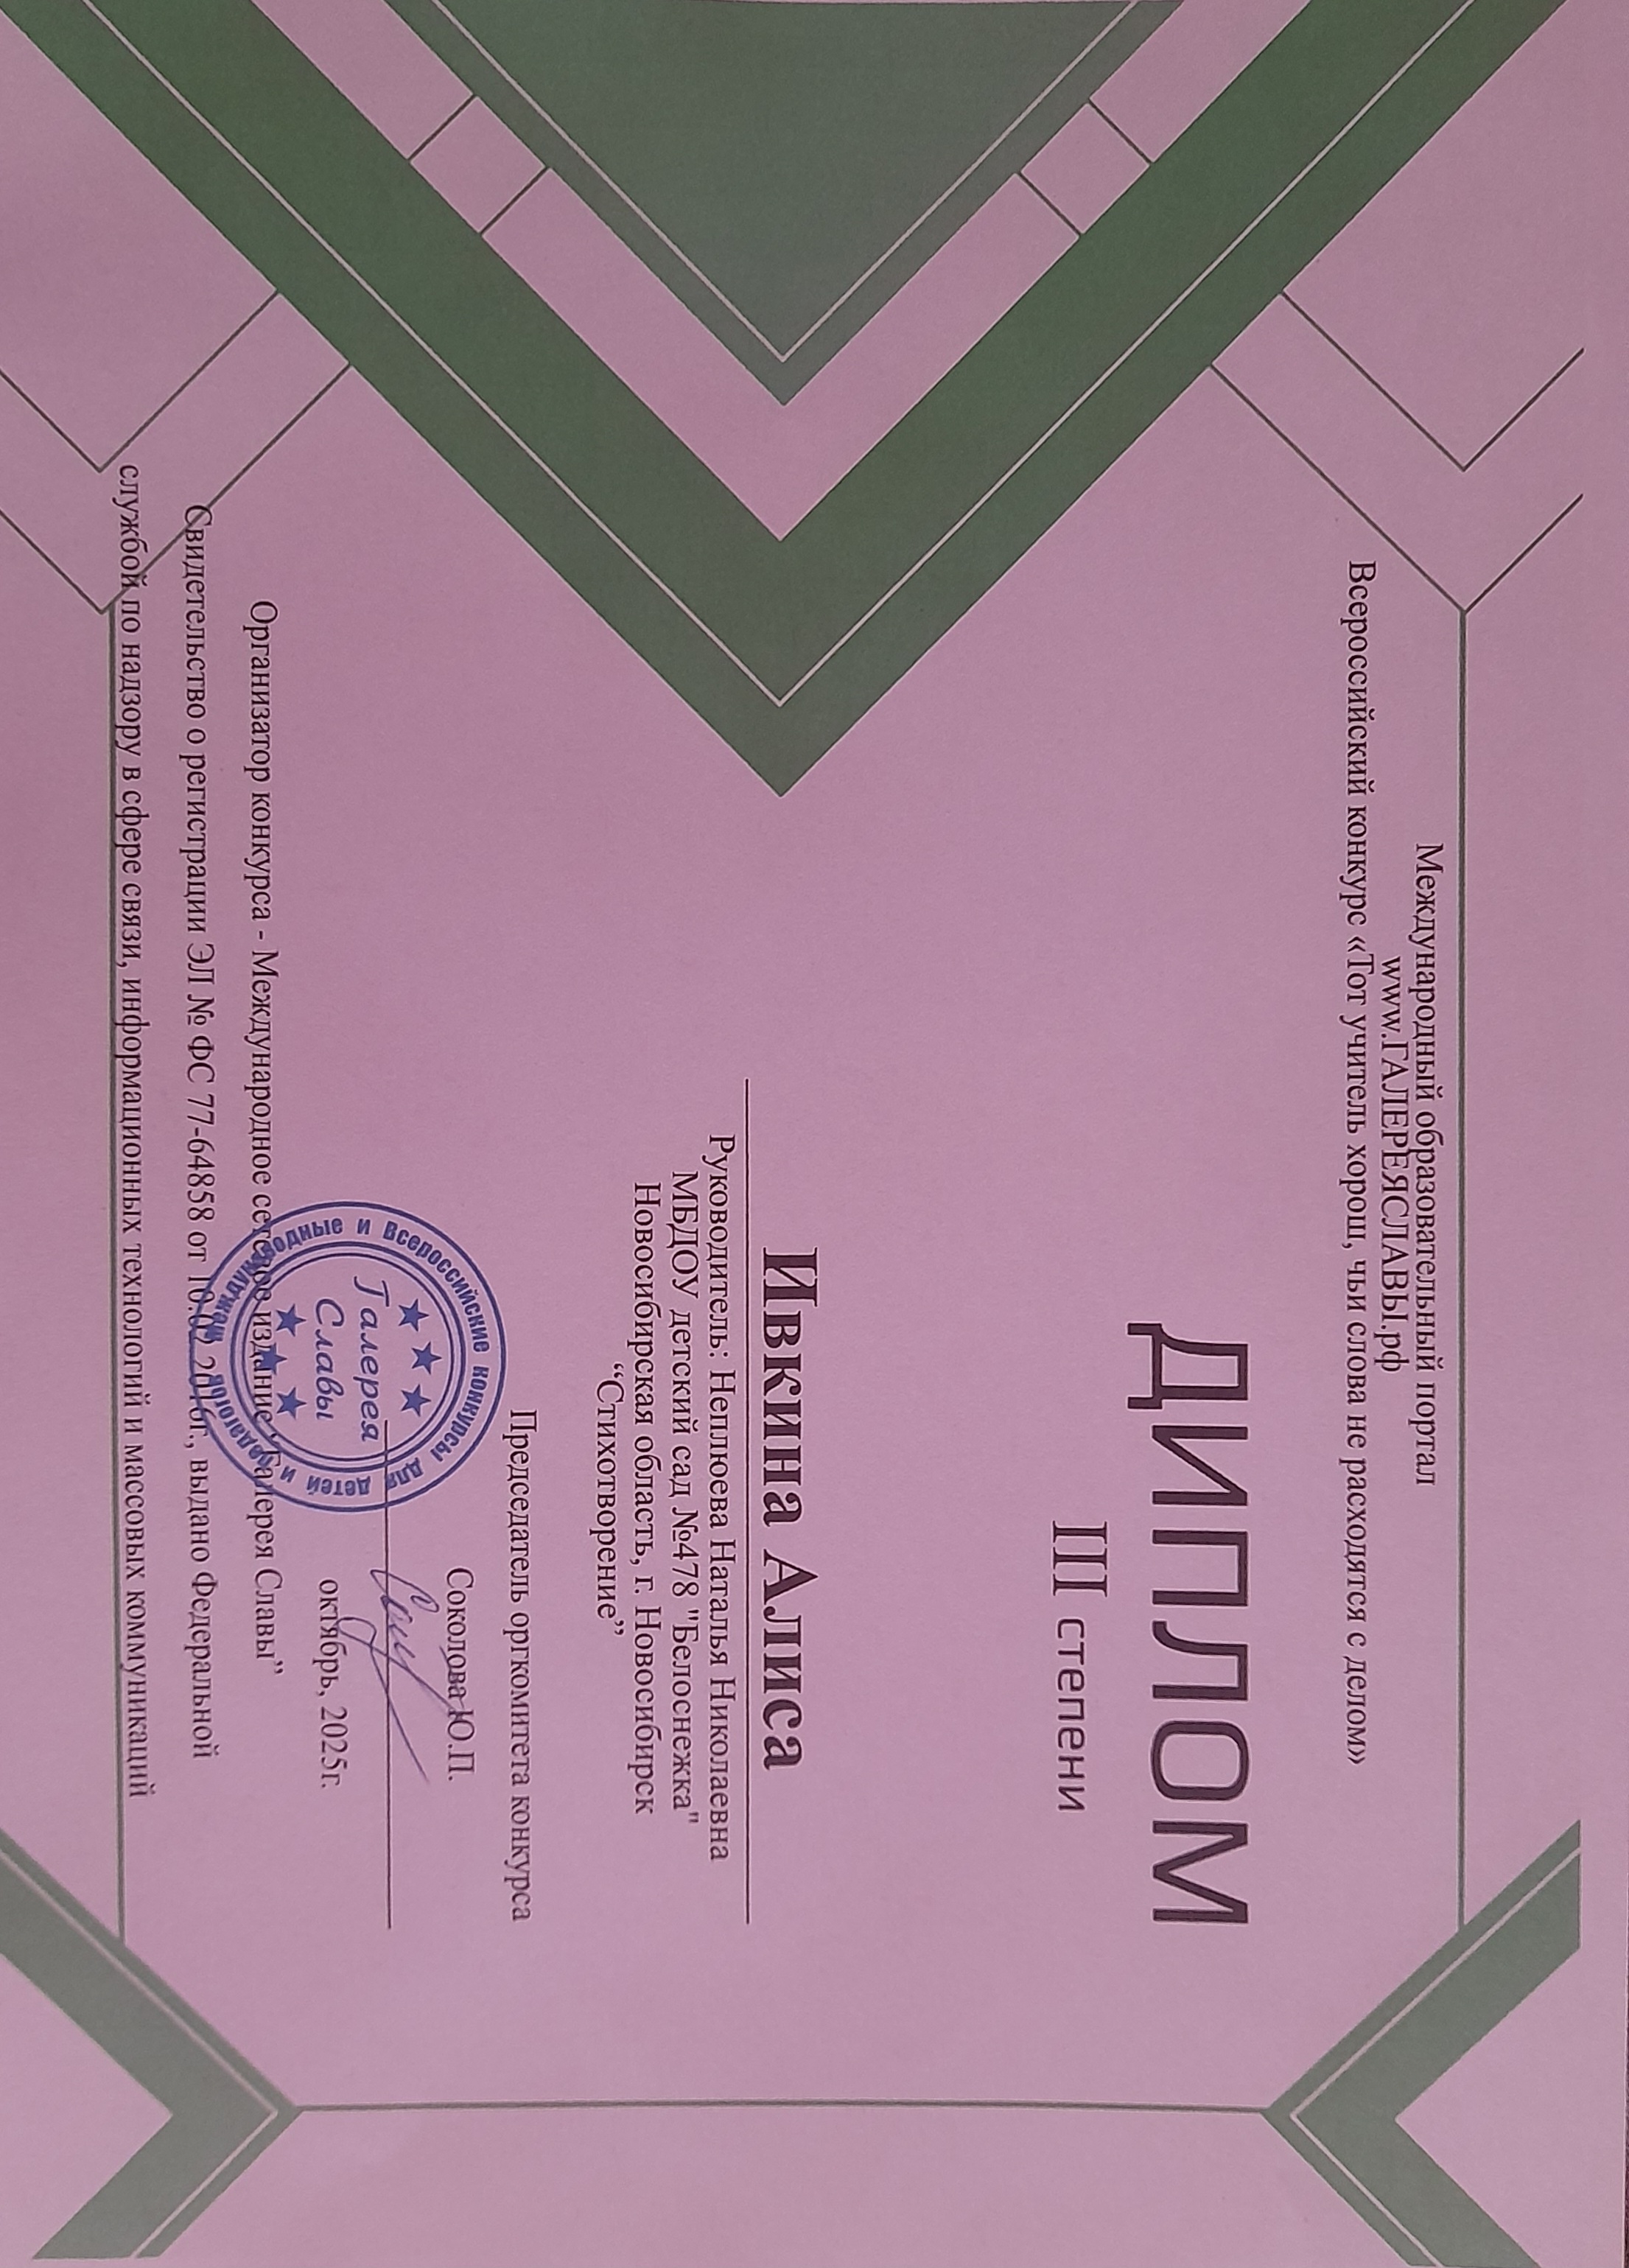 Международный образовательный портал
www.ГАЛЕРЕЯСЛАВЫ.рф
Всероссийский конкурс «Тот учитель хорош, чьи слова не расходятся с делом»
ДИПЛОМ
III степени
Ивкина Алиса
Руководитель: Неплюева Наталья Николаевна
МБДОУ детский сад №478 "Белоснежка"
Новосибирская область, г. Новосибирск
“Стихотворение”
Председатель оргкомитета конкурса
Соколова Ю.П.
октябрь, 2025г.
Международные и Всероссийские конкурсы для детей и педагогов
Галерея
Славы
Организатор конкурса - Международное сетевое издание “Галерея Славы”
Свидетельство о регистрации ЭЛ № ФС 77-64858 от 10.02.2016г., выдано Федеральной
службой по надзору в сфере связи, информационных технологий и массовых коммуникаций